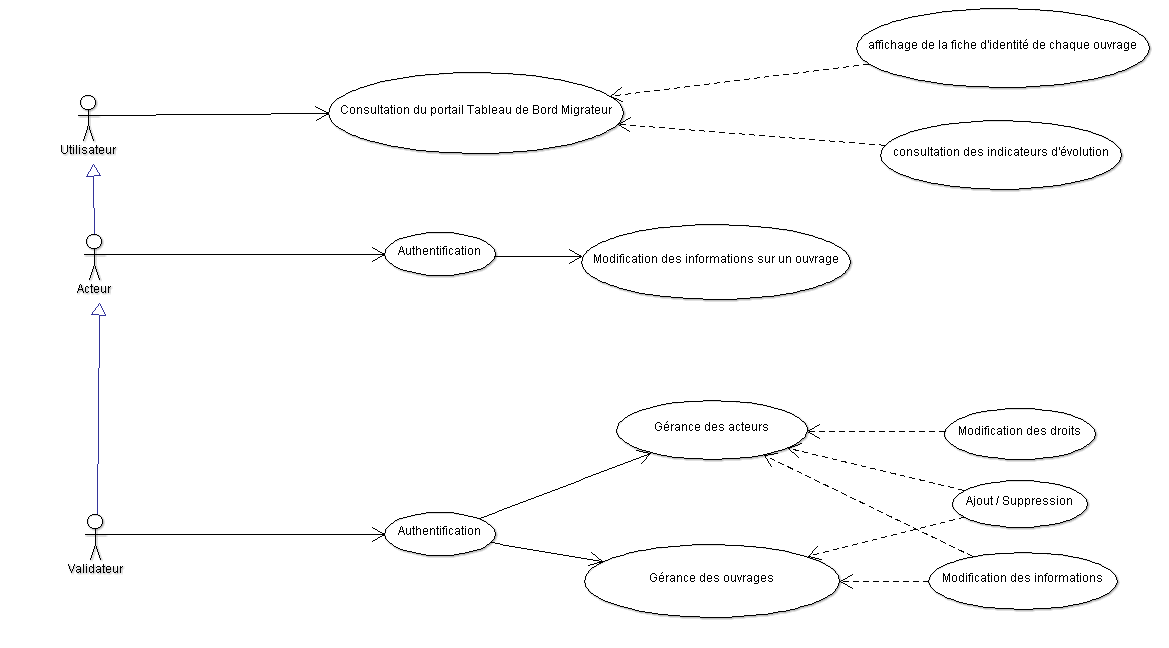 affichage de la fiche d'identité de chaque ouvrage
Consultation du portail Tableau de Bord Migrateur
Utilisateur
consultation des indicateurs d'évolution
Authentification
Modification des informations sur un ouvrage
Acteur
Gérance des acteurs
Modification des droits
Ajout / Suppression
Authentification
Validateur
Gérance des ouvrages
Modification des informations